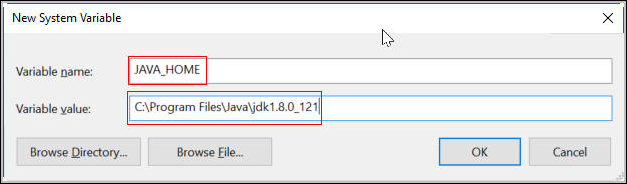 New System Variable
Variable name:
JAVA_HOME
Variable value:
C:\Program Files\Java\jdk1.8.0_121
Browse Directory...
Browse File...
OK
Cancel